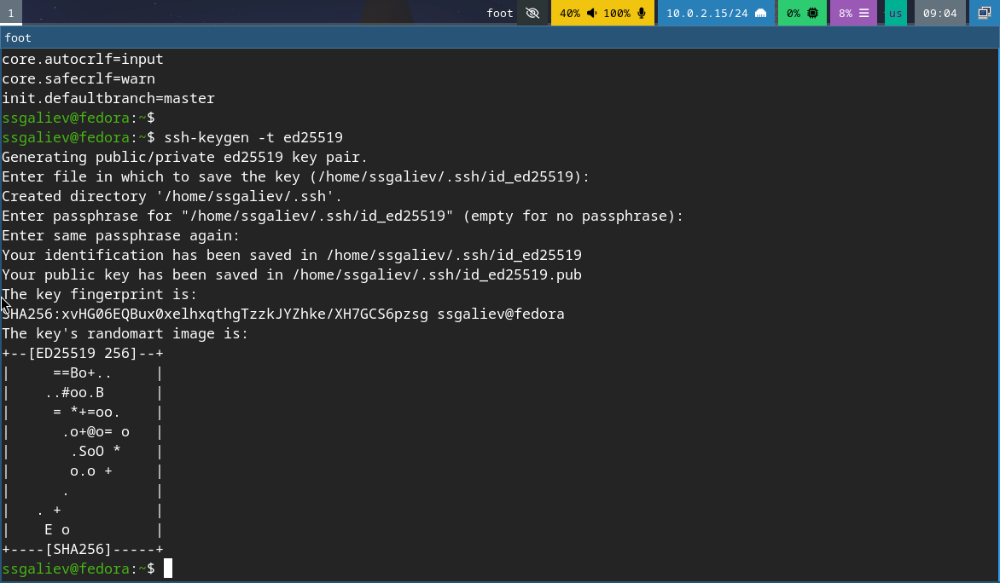 1 foot 40% 100% 10.0.2.15/24 0% 8% us 09:04
foot
core.autocrlf=input
core.safecrlf=warn
init.defaultbranch=master
ssgaliev@fedora:~$
ssgaliev@fedora:~$ ssh-keygen -t ed25519
Generating public/private ed25519 key pair.
Enter file in which to save the key (/home/ssgaliev/.ssh/id_ed25519):
Created directory '/home/ssgaliev/.ssh'.
Enter passphrase for "/home/ssgaliev/.ssh/id_ed25519" (empty for no passphrase):
Enter same passphrase again:
Your identification has been saved in /home/ssgaliev/.ssh/id_ed25519
Your public key has been saved in /home/ssgaliev/.ssh/id_ed25519.pub
The key fingerprint is:
SHA256:xvHG06EQBux0xelhxqthgTzzkJYZhke/XH7GCS6pzsg ssgaliev@fedora
The key's randomart image is:
+--[ED25519 256]--+
|     ==Bo+..     |
|    ..#oo.B      |
|     = *+=oo.    |
|      .o+@o= o   |
|       .SoO *    |
|       o.o +     |
|      .          |
|   . +           |
|    E o          |
+----[SHA256]-----+
ssgaliev@fedora:~$